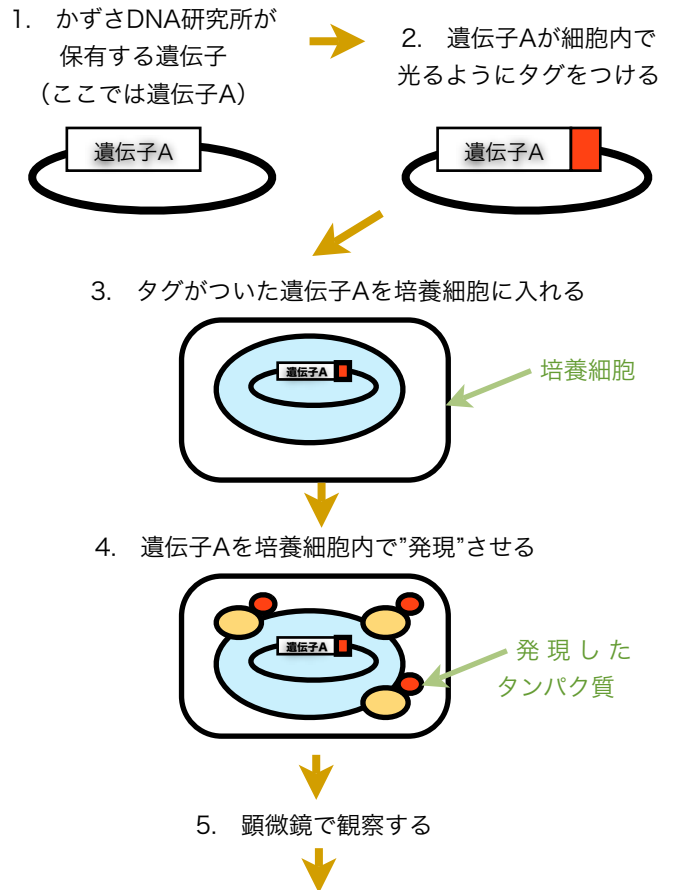 1. かずさDNA研究所が
保有する遺伝子
（ここでは遺伝子A）
2. 遺伝子Aが細胞内で
光るようにタグをつける
遺伝子A
遺伝子A
3. タグがついた遺伝子Aを培養細胞に入れる
遺伝子A
培養細胞
4. 遺伝子Aを培養細胞内で”発現”させる
遺伝子A
発現した
タンパク質
5. 顕微鏡で観察する